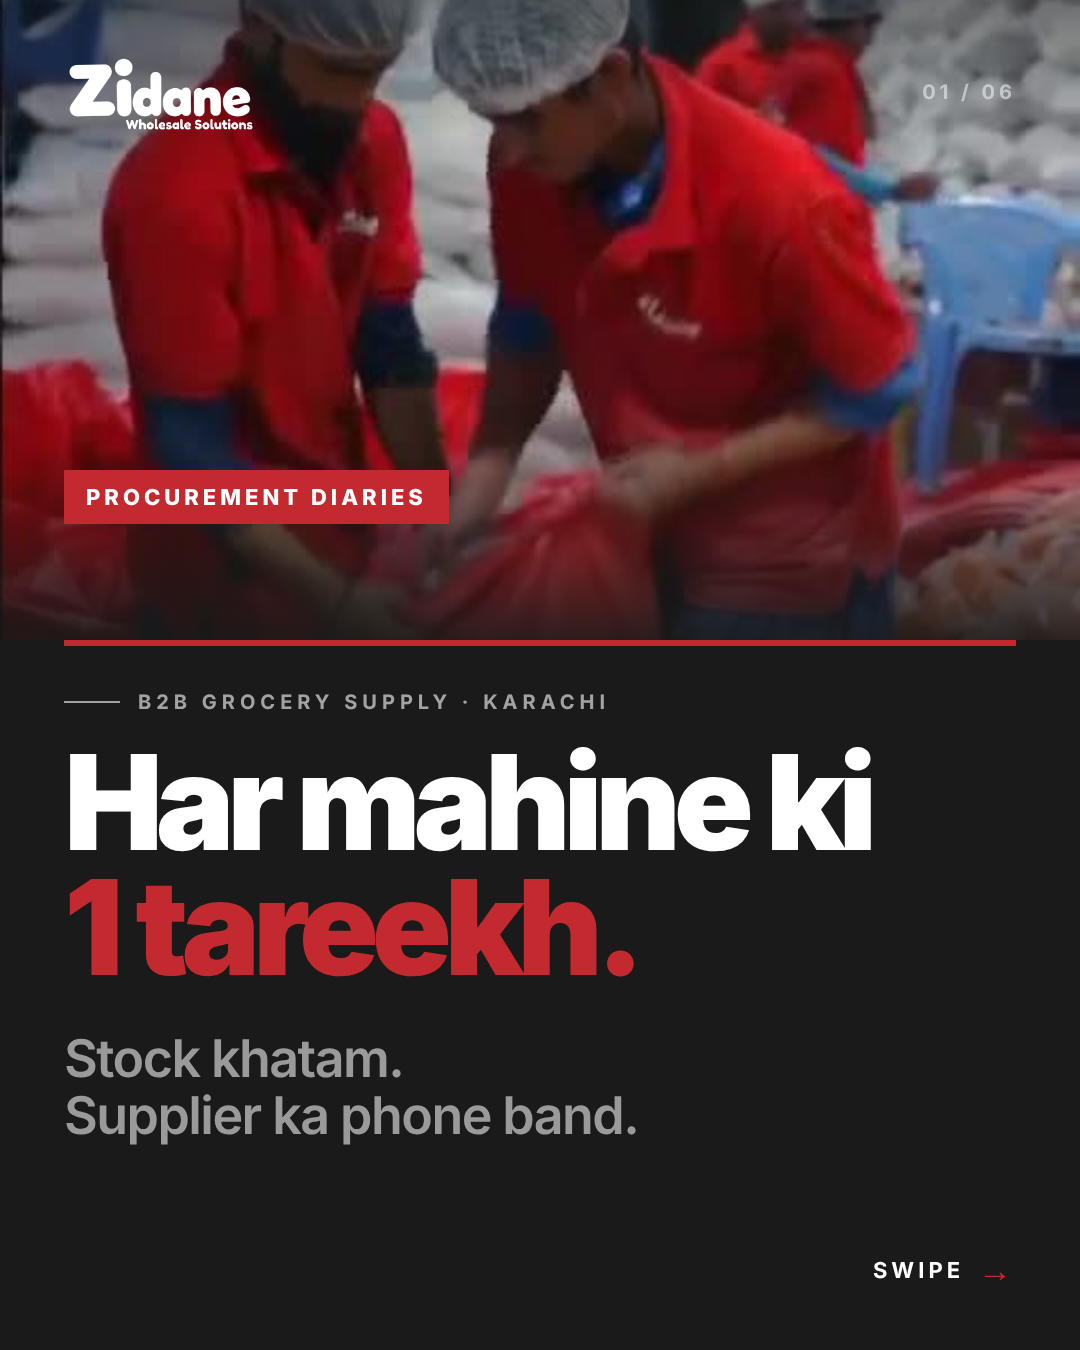 Zidane
Wholesale Solutions
01 / 06
PROCUREMENT DIARIES
B2B GROCERY SUPPLY · KARACHI
Har mahine ki
1 tareekh.
Stock khatam.
Supplier ka phone band.
SWIPE →